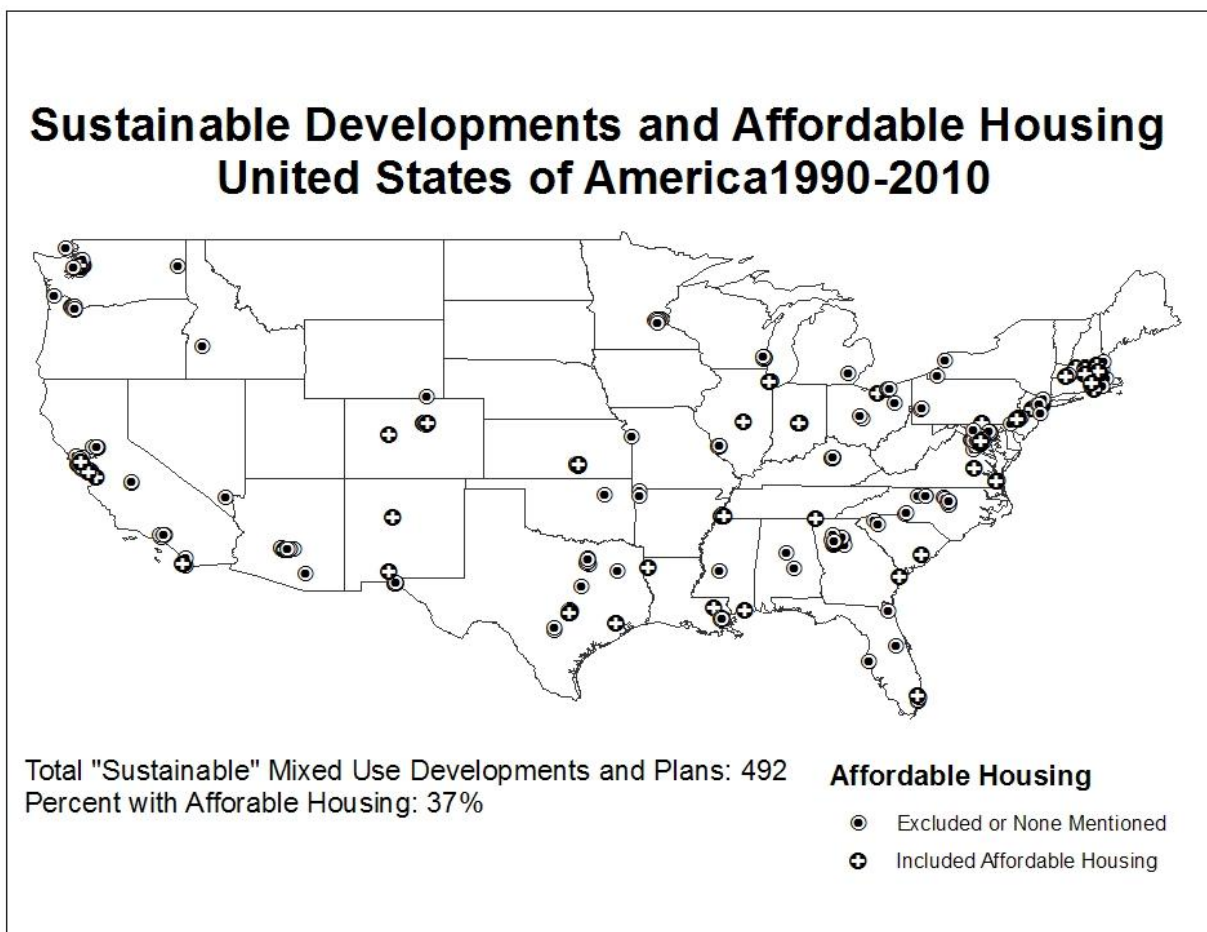 Sustainable Developments and Affordable Housing
United States of America1990-2010
Total "Sustainable" Mixed Use Developments and Plans: 492
Percent with Afforable Housing: 37%
Affordable Housing
Excluded or None Mentioned
Included Affordable Housing